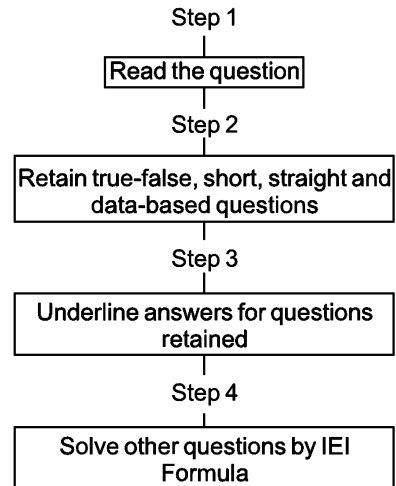 Step 1
Read the question
Step 2
Retain true-false, short, straight and
data-based questions
Step 3
Underline answers for questions
retained
Step 4
Solve other questions by IEI
Formula